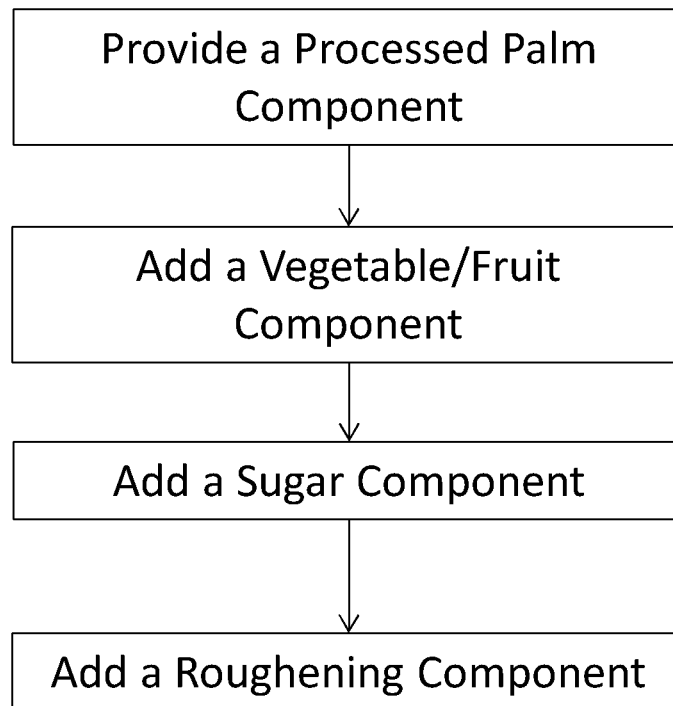 Provide a Processed Palm
Component
Add a Vegetable/Fruit
Component
Add a Sugar Component
Add a Roughening Component